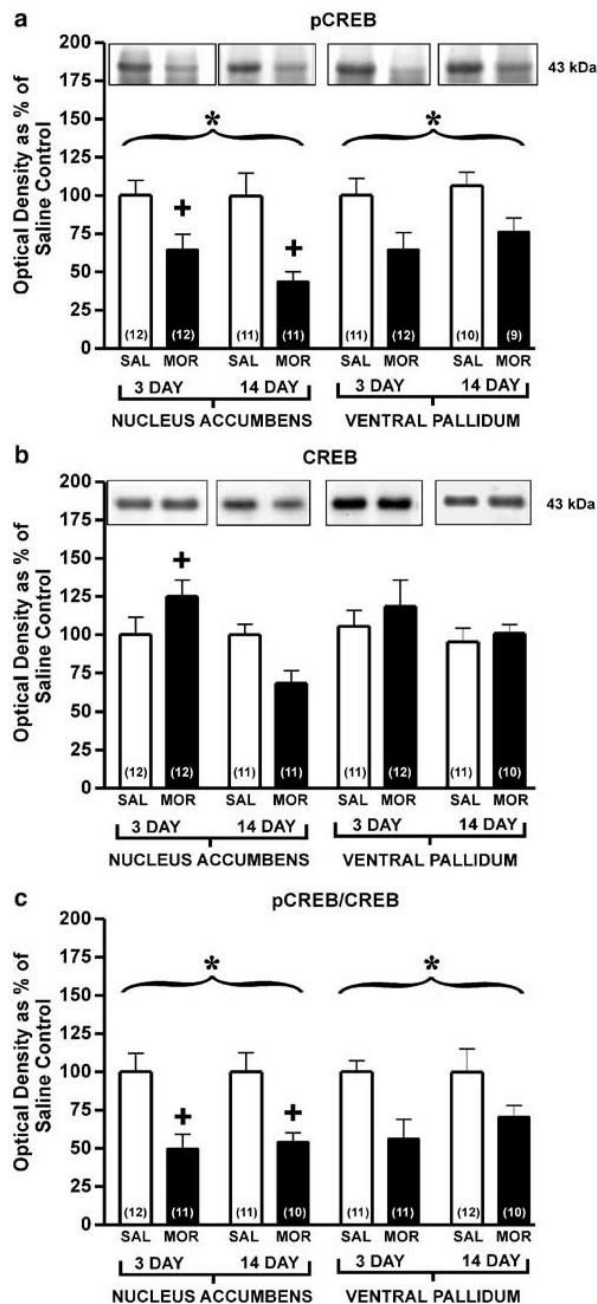 a
pCREB
200
175
150
125
100
75
50
25
0
Optical Density as % of
Saline Control
43 kDa
*
*
+
+
(12) (12) (11) (11) (11) (12) (10) (9)
SAL MOR SAL MOR SAL MOR SAL MOR
3 DAY 14 DAY 3 DAY 14 DAY
NUCLEUS ACCUMBENS VENTRAL PALLIDUM
b
CREB
200
175
150
125
100
75
50
25
0
Optical Density as % of
Saline Control
43 kDa
+
(12) (12) (11) (11) (11) (12) (11) (10)
SAL MOR SAL MOR SAL MOR SAL MOR
3 DAY 14 DAY 3 DAY 14 DAY
NUCLEUS ACCUMBENS VENTRAL PALLIDUM
c
pCREB/CREB
200
175
150
125
100
75
50
25
0
Optical Density as % of
Saline Control
*
*
+
+
(12) (11) (11) (10) (11) (11) (12) (10)
SAL MOR SAL MOR SAL MOR SAL MOR
3 DAY 14 DAY 3 DAY 14 DAY
NUCLEUS ACCUMBENS VENTRAL PALLIDUM